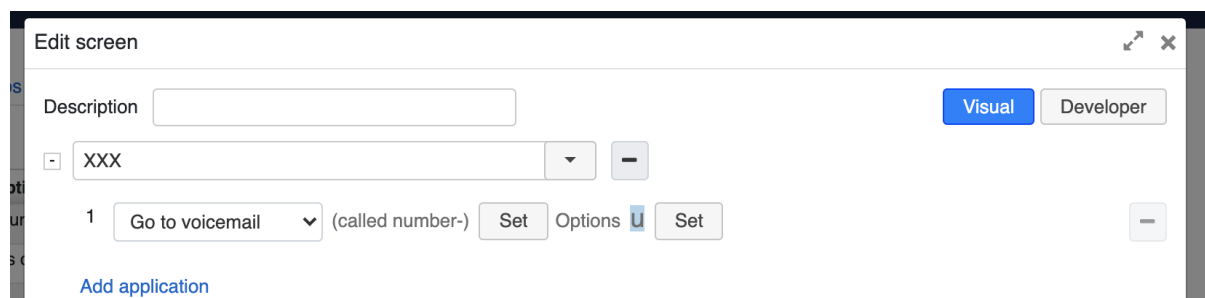 Edit screen
Description
Visual
Developer
-
XXX
1 Go to voicemail (called number-) Set Options u Set
Add application